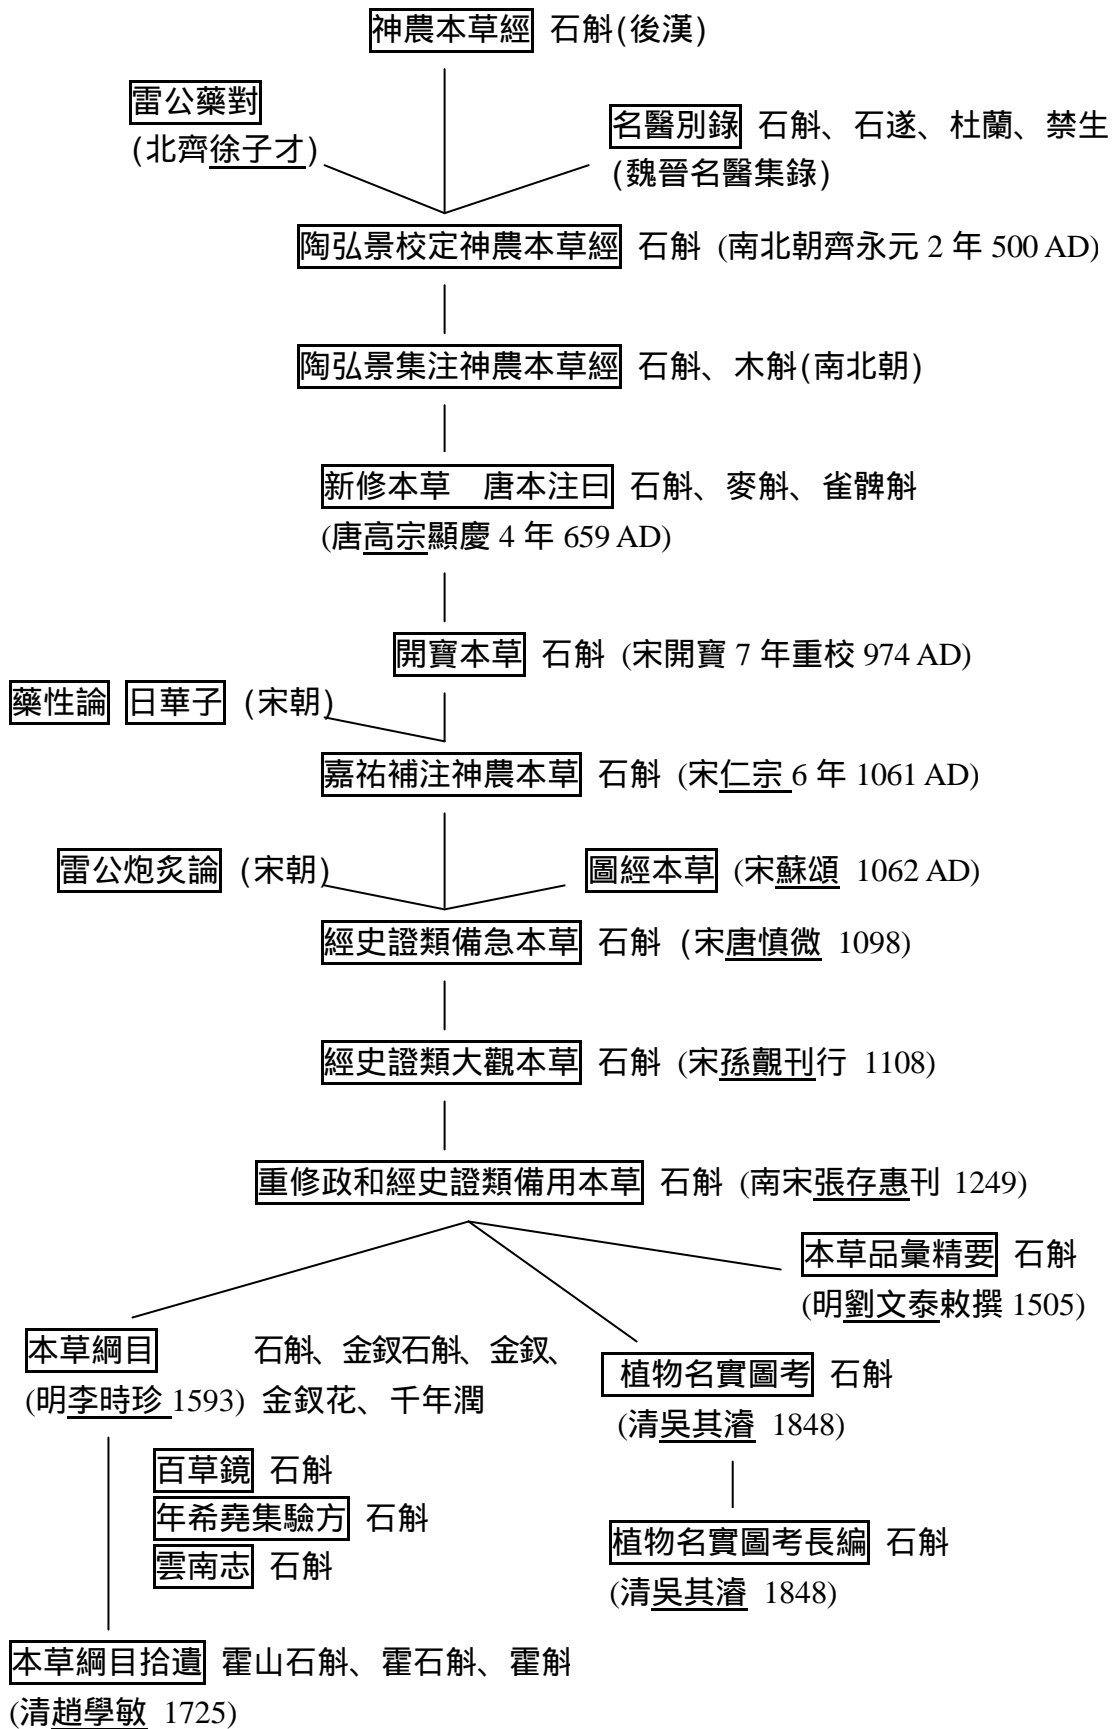 神農本草經 石斛(後漢)
雷公藥對
(北齊徐子才)
名醫別錄 石斛、石遂、杜蘭、禁生
(魏晉名醫集錄)
陶弘景校定神農本草經 石斛 (南北朝齊永元 2 年 500 AD)
陶弘景集注神農本草經 石斛、木斛(南北朝)
新修本草 唐本注曰 石斛、麥斛、雀髀斛
(唐高宗顯慶 4 年 659 AD)
開寶本草 石斛 (宋開寶 7 年重校 974 AD)
藥性論 日華子 (宋朝)
嘉祐補注神農本草 石斛 (宋仁宗 6 年 1061 AD)
雷公炮炙論 (宋朝)
圖經本草 (宋蘇頌 1062 AD)
經史證類備急本草 石斛 (宋唐慎微 1098)
經史證類大觀本草 石斛 (宋孫覿刊行 1108)
重修政和經史證類備用本草 石斛 (南宋張存惠刊 1249)
本草品彙精要 石斛
(明劉文泰敕撰 1505)
本草綱目 石斛、金釵石斛、金釵、
(明李時珍 1593) 金釵花、千年潤
植物名實圖考 石斛
(清吳其濬 1848)
百草鏡 石斛
年希堯集驗方 石斛
雲南志 石斛
植物名實圖考長編 石斛
(清吳其濬 1848)
本草綱目拾遺 霍山石斛、霍石斛、霍斛
(清趙學敏 1725)